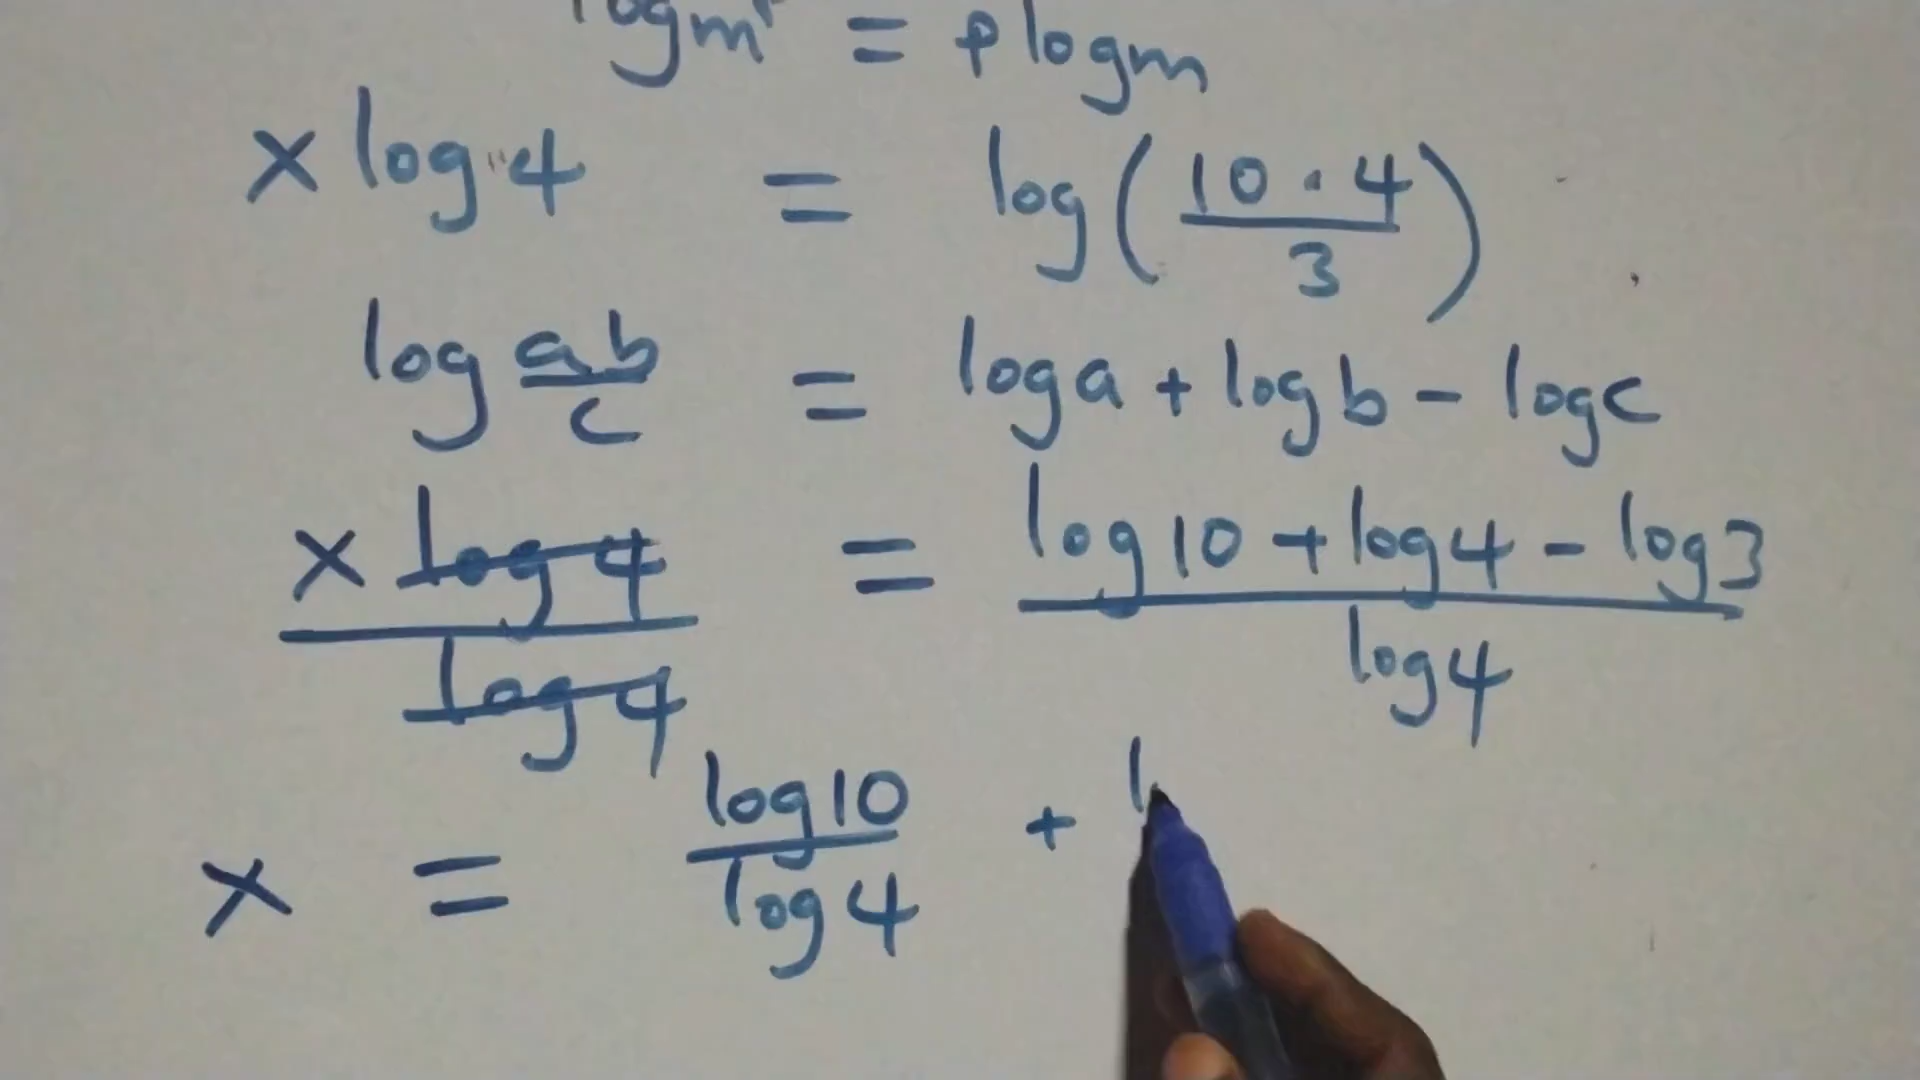 log m^p = p log m
x log 4 = log(10 · 4 / 3)
log ab/c = log a + log b - log c
x log 4 / log 4 = log 10 + log 4 - log 3 / log 4
x = log 10 / log 4 + l